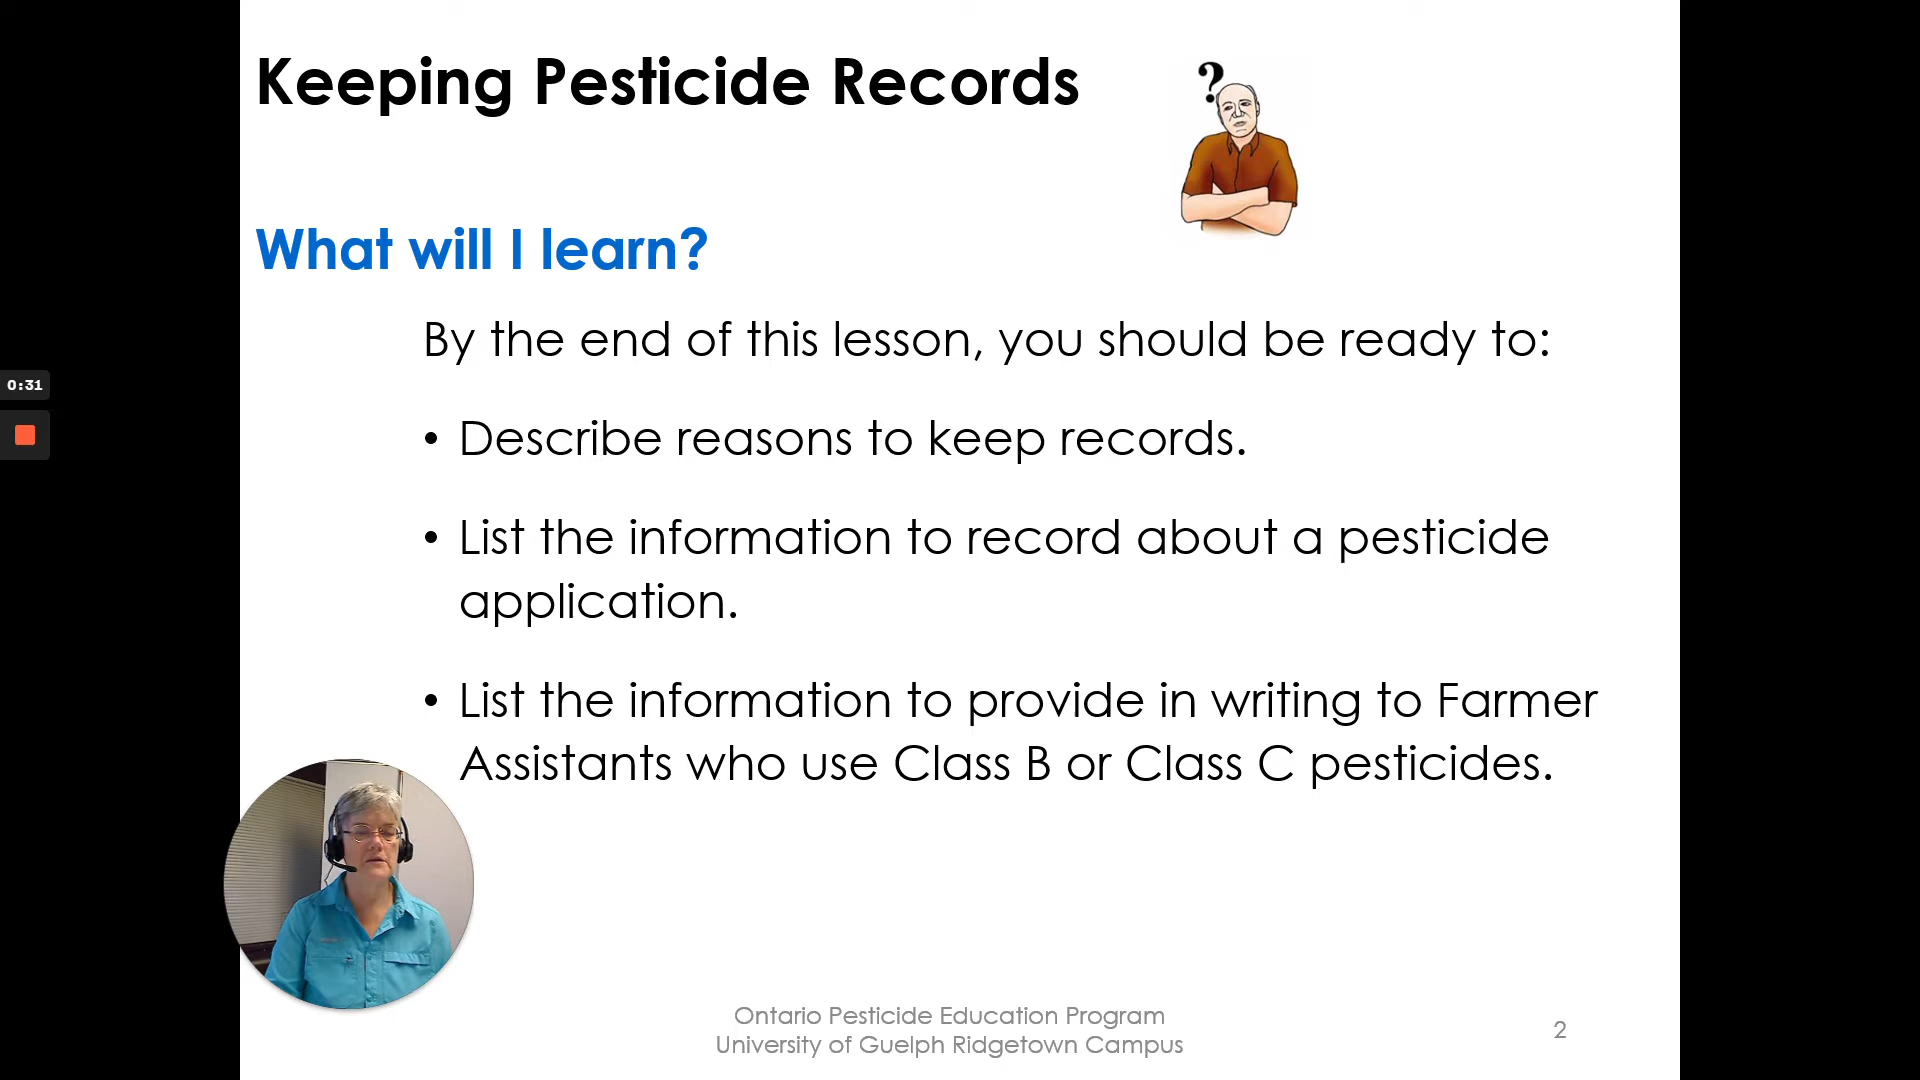 Keeping Pesticide Records
?
What will I learn?
By the end of this lesson, you should be ready to:
0:31
• Describe reasons to keep records.
• List the information to record about a pesticide
application.
• List the information to provide in writing to Farmer
Assistants who use Class B or Class C pesticides.
Ontario Pesticide Education Program
University of Guelph Ridgetown Campus
2